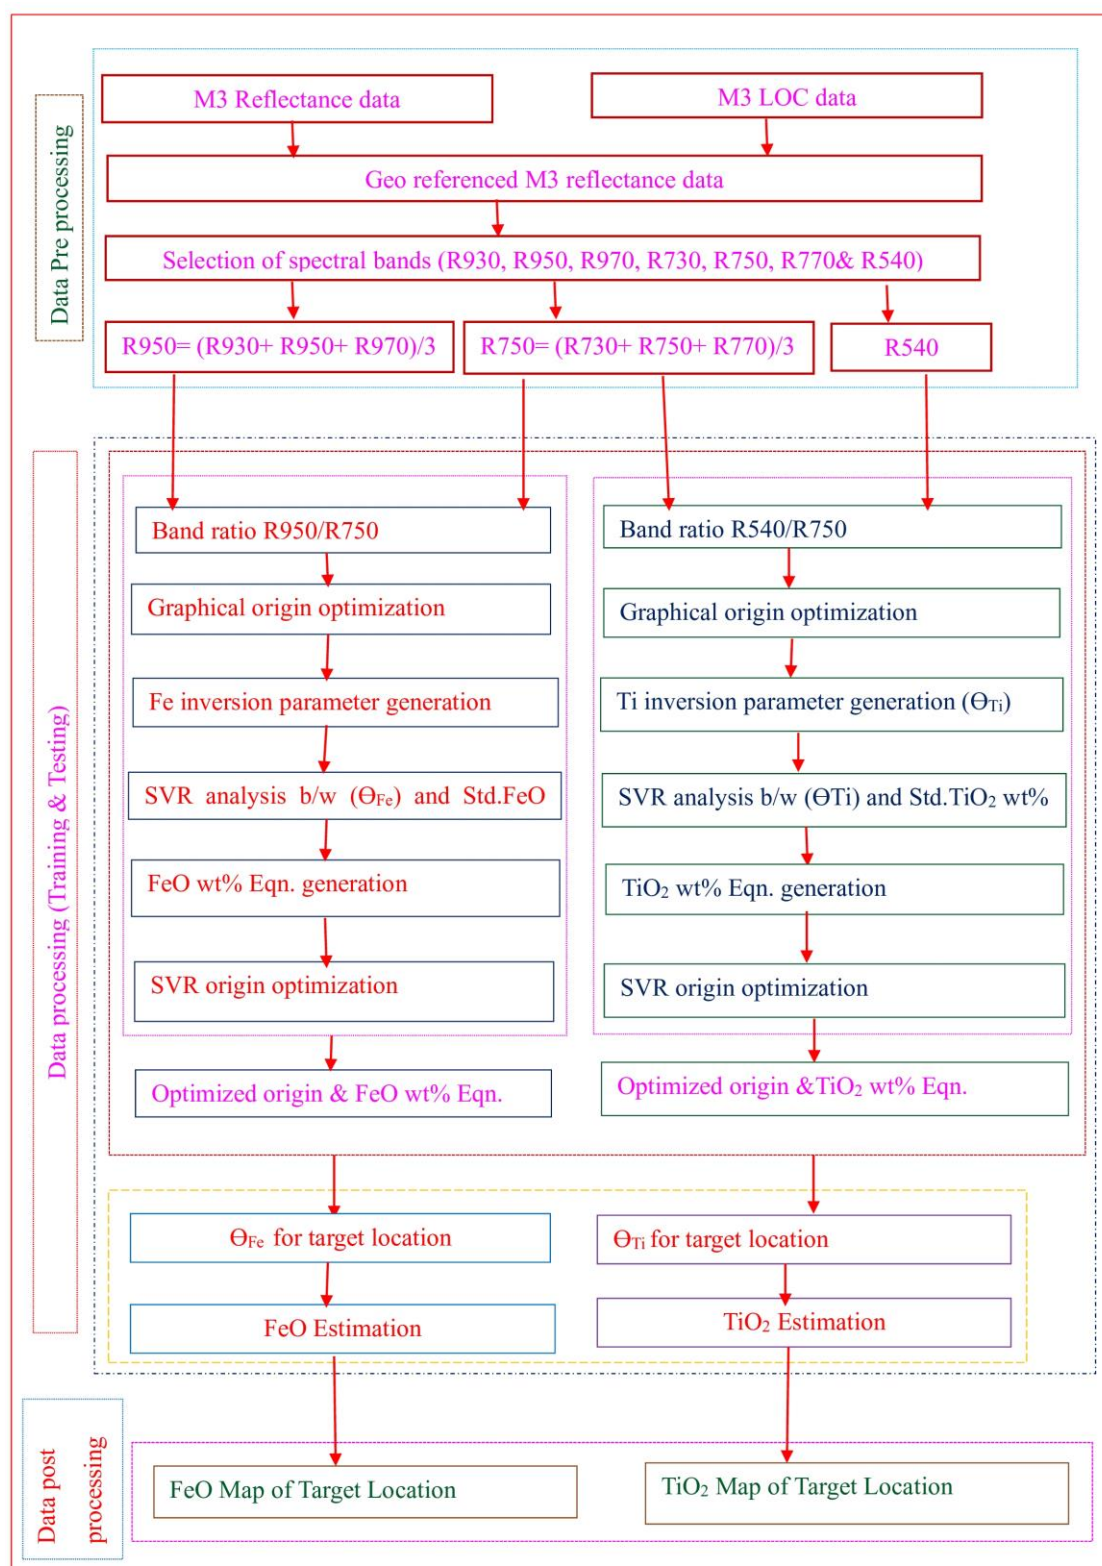 Data Pre processing
M3 Reflectance data
M3 LOC data
Geo referenced M3 reflectance data
Selection of spectral bands (R930, R950, R970, R730, R750, R770& R540)
R950= (R930+ R950+ R970)/3
R750= (R730+ R750+ R770)/3
R540
Data processing (Training & Testing)
Band ratio R950/R750
Graphical origin optimization
Fe inversion parameter generation
SVR analysis b/w (ϴFe) and Std.FeO
FeO wt% Eqn. generation
SVR origin optimization
Optimized origin & FeO wt% Eqn.
Band ratio R540/R750
Graphical origin optimization
Ti inversion parameter generation (ϴTi)
SVR analysis b/w (ϴTi) and Std.TiO₂ wt%
TiO₂ wt% Eqn. generation
SVR origin optimization
Optimized origin &TiO₂ wt% Eqn.
ϴFe for target location
FeO Estimation
ϴTi for target location
TiO₂ Estimation
Data post
processing
FeO Map of Target Location
TiO₂ Map of Target Location